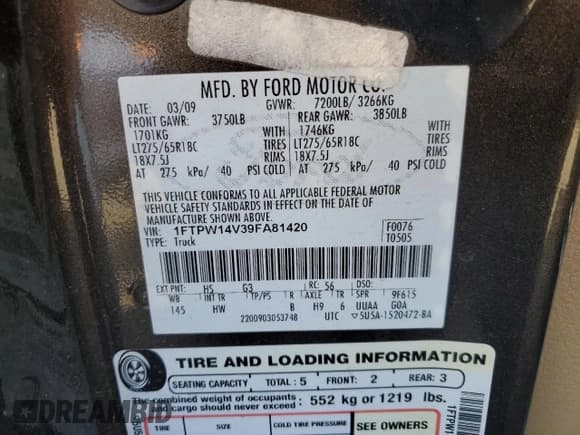 MFD. BY FORD MOTOR CO.
DATE: 03/09 GVWR: 7200LB/ 3266KG
FRONT GAWR: 3750LB REAR GAWR: 3850LB
1701KG WITH 1746KG WITH
LT275/65R18C TIRES LT275/65R18C TIRES
18X7.5J RIMS 18X7.5J RIMS
AT 275 kPa/ 40 PSI COLD AT 275 kPa/ 40 PSI COLD
THIS VEHICLE CONFORMS TO ALL APPLICABLE FEDERAL MOTOR
VEHICLE SAFETY STANDARDS IN EFFECT ON THE DATE OF
MANUFACTURE SHOWN ABOVE.
VIN: 1FTPW14V39FA81420 F0076
TYPE: Truck T0505
EXT PNT: HS G3 RC: 56 DSO:
WB INT TR TP/PS R AXLE TR SPR 9F615
145 HW B H9 6 UUAA G0A
2200903053748 UTC ▽5U5A-1520472-BA
TIRE AND LOADING INFORMATION
SEATING CAPACITY TOTAL: 5 FRONT: 2 REAR: 3
The combined weight of occupants and cargo should never exceed: 552 kg or 1219 lbs.
TIRE SIZE COLD TIRE PRESSURE SEE OWNERS
1FTPW
DREAMBID